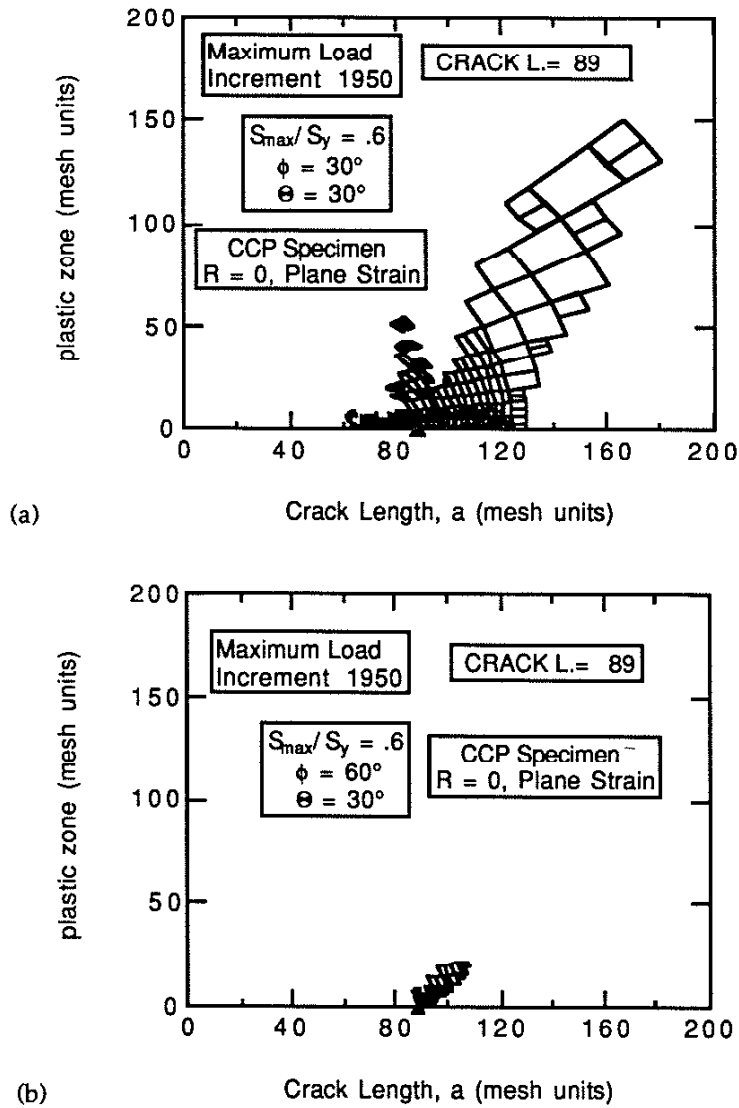 200
150
100
50
0
plastic zone (mesh units)
Maximum Load
Increment 1950
CRACK L.= 89
Smax/ Sy = .6
ϕ = 30°
Θ = 30°
CCP Specimen
R = 0, Plane Strain
0 40 80 120 160 200
Crack Length, a (mesh units)
(a)
200
150
100
50
0
plastic zone (mesh units)
Maximum Load
Increment 1950
CRACK L.= 89
Smax/ Sy = .6
ϕ = 60°
Θ = 30°
CCP Specimen
R = 0, Plane Strain
0 40 80 120 160 200
Crack Length, a (mesh units)
(b)